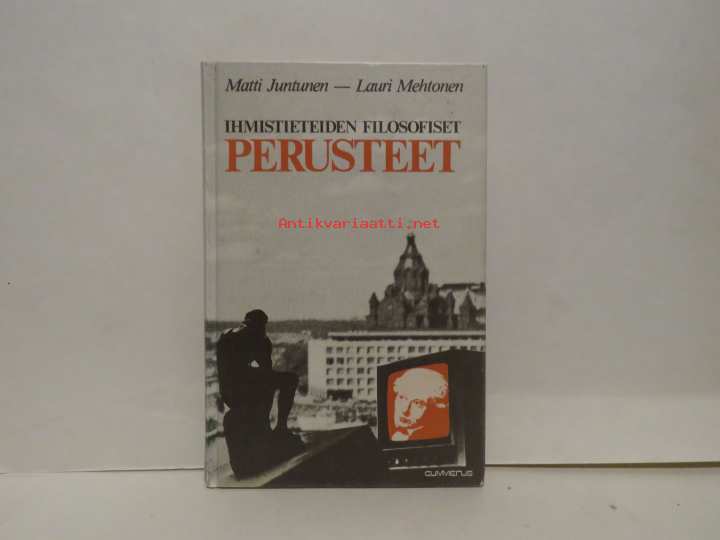 Matti Juntunen — Lauri Mehtonen
IHMISTIETEIDEN FILOSOFISET
PERUSTEET
Antikvariaatti.net
GUMMERUS